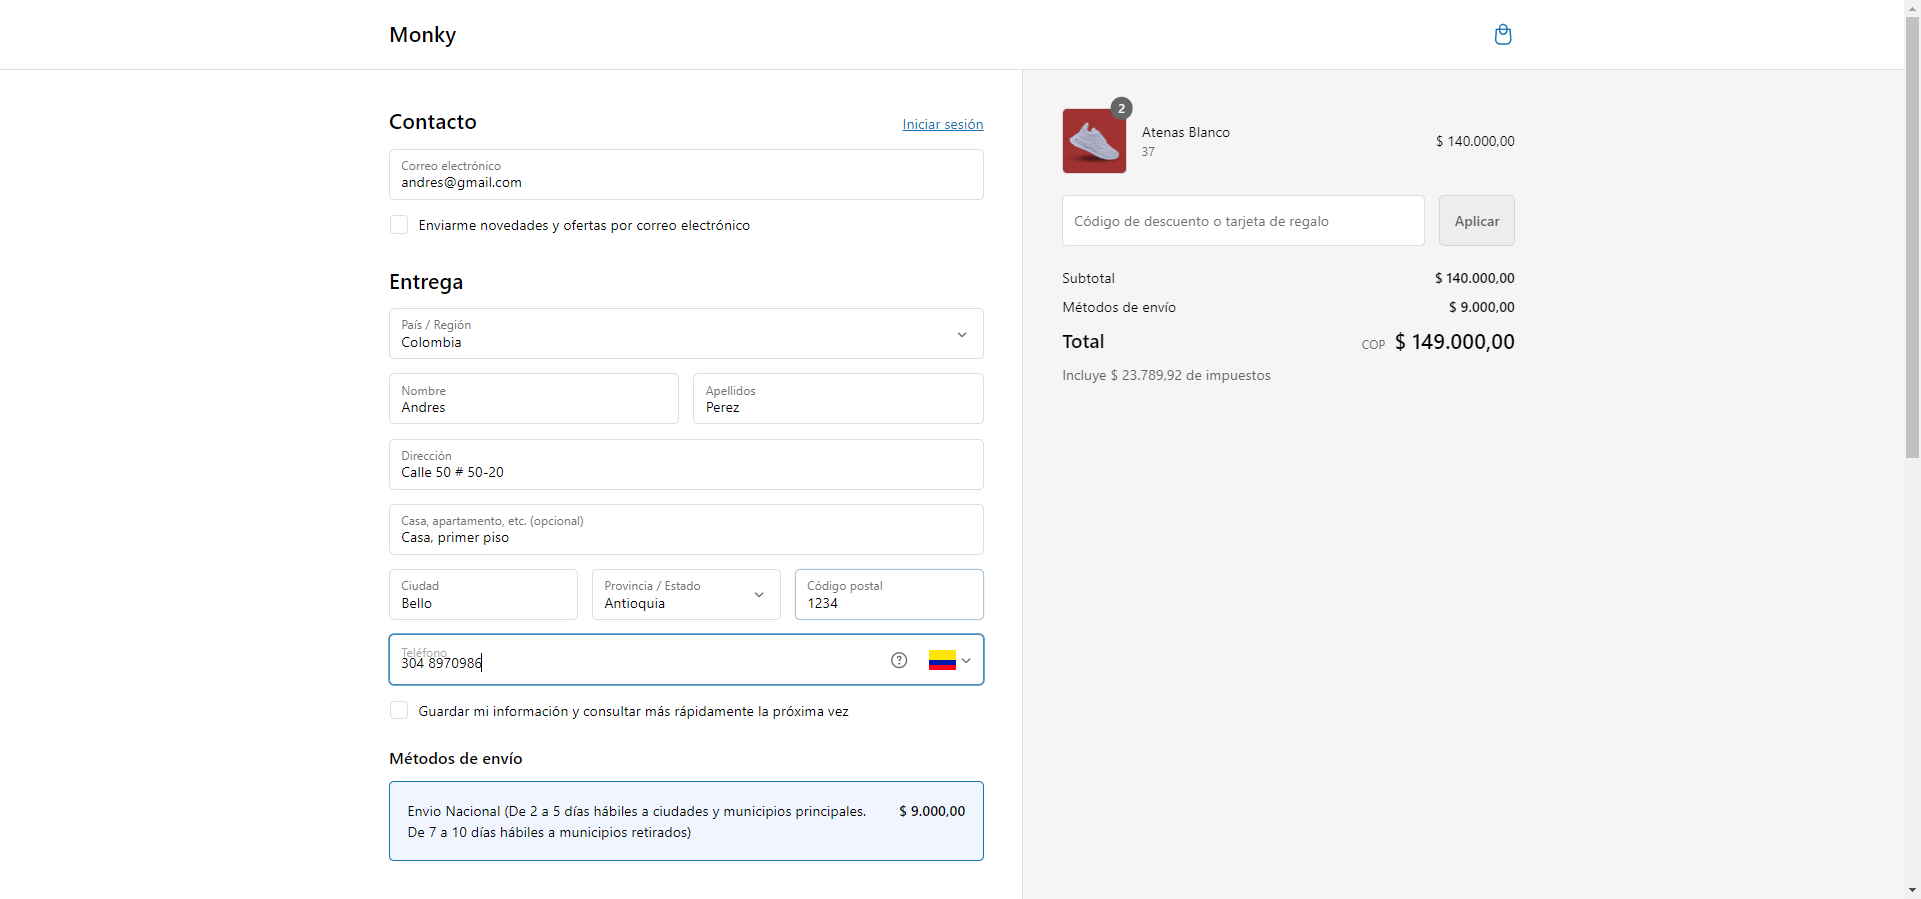 Monky
Contacto
Iniciar sesión
Correo electrónico
andres@gmail.com
Enviarme novedades y ofertas por correo electrónico
Entrega
País / Región
Colombia
Nombre
Andres
Apellidos
Perez
Dirección
Calle 50 # 50-20
Casa, apartamento, etc. (opcional)
Casa, primer piso
Ciudad
Bello
Provincia / Estado
Antioquia
Código postal
1234
Teléfono
304 8970986
?
Guardar mi información y consultar más rápidamente la próxima vez
Métodos de envío
Envio Nacional (De 2 a 5 días hábiles a ciudades y municipios principales. $ 9.000,00
De 7 a 10 días hábiles a municipios retirados)
2
Atenas Blanco
37
$ 140.000,00
Código de descuento o tarjeta de regalo
Aplicar
Subtotal $ 140.000,00
Métodos de envío $ 9.000,00
Total COP $ 149.000,00
Incluye $ 23.789,92 de impuestos